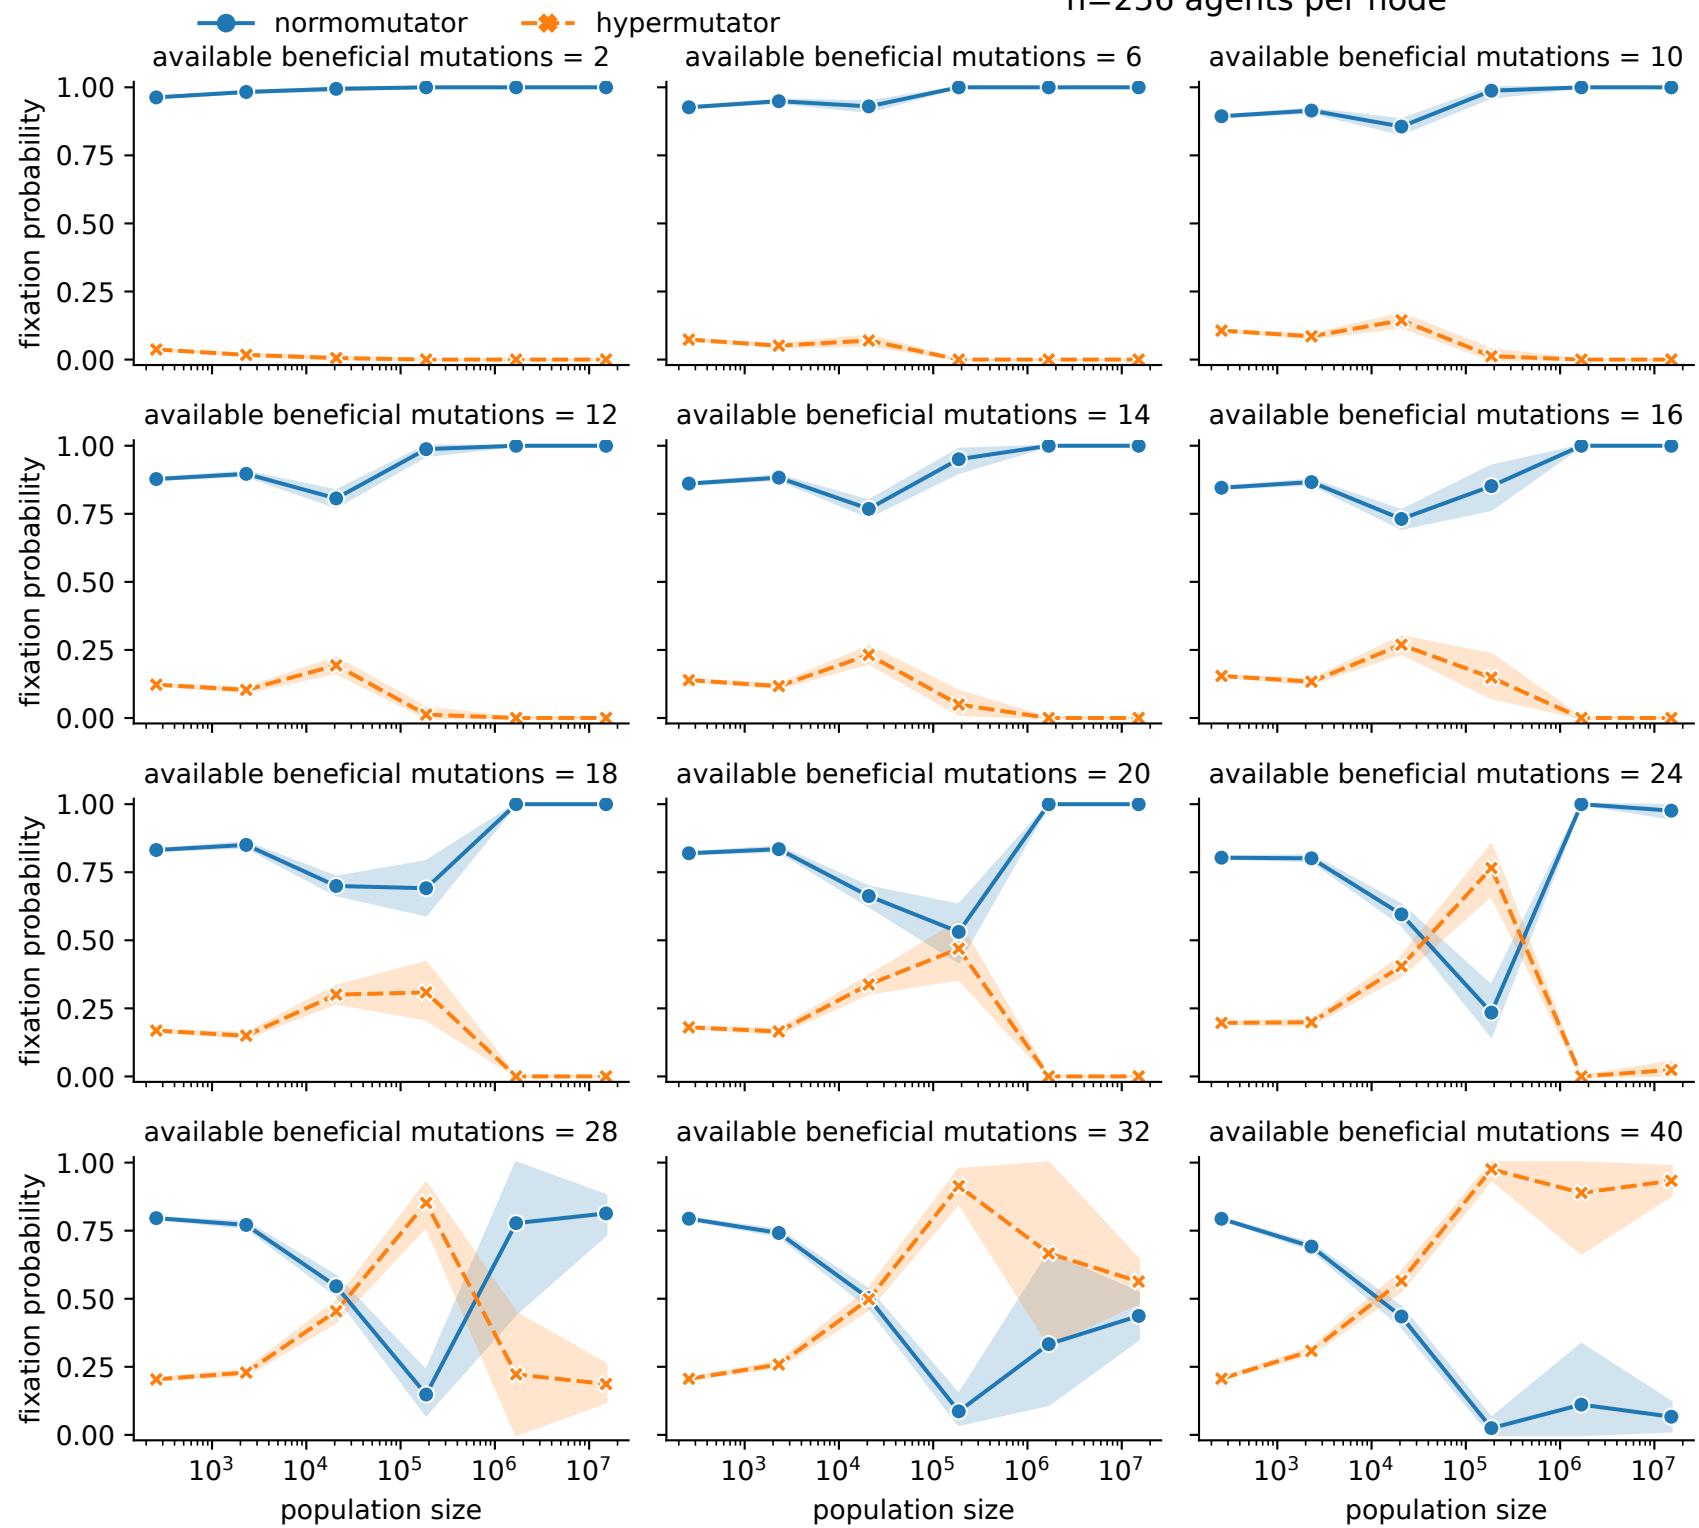 n=256 agents per node
normomutator hypermutator
available beneficial mutations = 2 available beneficial mutations = 6 available beneficial mutations = 10
fixation probability
1.00
0.75
0.50
0.25
0.00
available beneficial mutations = 12 available beneficial mutations = 14 available beneficial mutations = 16
fixation probability
1.00
0.75
0.50
0.25
0.00
available beneficial mutations = 18 available beneficial mutations = 20 available beneficial mutations = 24
fixation probability
1.00
0.75
0.50
0.25
0.00
available beneficial mutations = 28 available beneficial mutations = 32 available beneficial mutations = 40
fixation probability
1.00
0.75
0.50
0.25
0.00
10³ 10⁴ 10⁵ 10⁶ 10⁷ 10³ 10⁴ 10⁵ 10⁶ 10⁷ 10³ 10⁴ 10⁵ 10⁶ 10⁷
population size population size population size